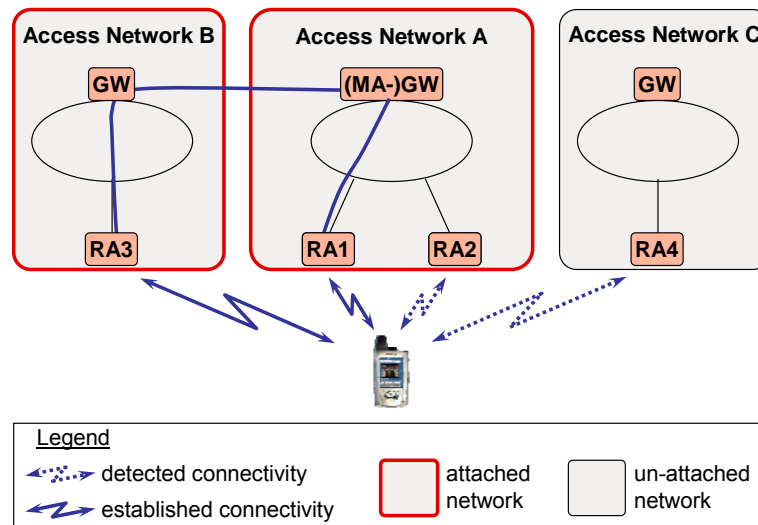 Access Network B
Access Network A
Access Network C
GW
(MA-)GW
GW
RA3
RA1
RA2
RA4
Legend
detected connectivity
established connectivity
attached
network
un-attached
network